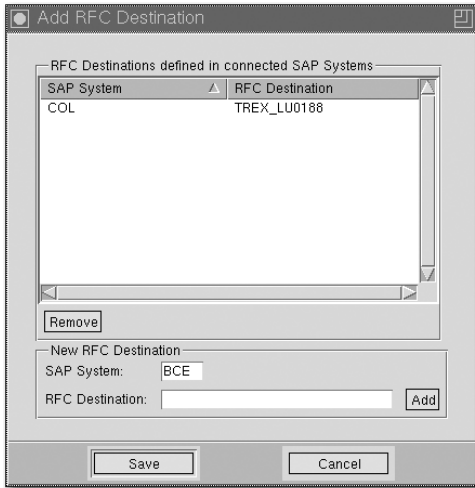 Add RFC Destination
RFC Destinations defined in connected SAP Systems
SAP System RFC Destination
COL TREX_LU0188
Remove
New RFC Destination
SAP System: BCE
RFC Destination: Add
Save Cancel